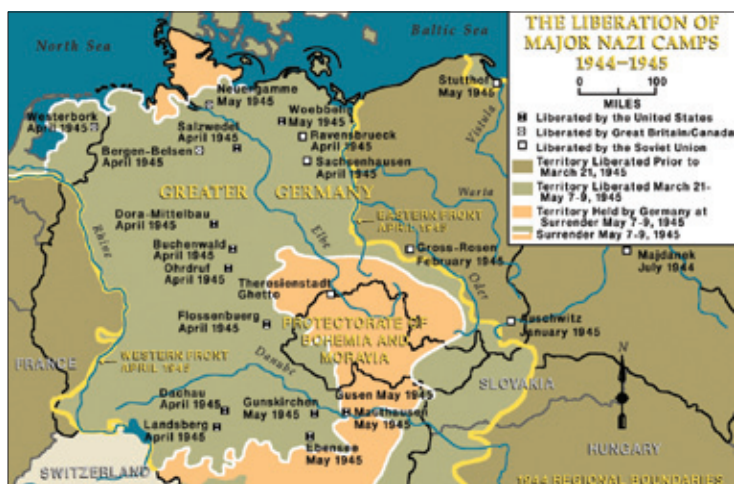 THE LIBERATION OF
MAJOR NAZI CAMPS
1944–1945
0 100
MILES
Liberated by the United States
Liberated by Great Britain/Canada
Liberated by the Soviet Union
Territory Liberated Prior to
March 21, 1945
Territory Liberated March 21-
May 7-9, 1945
Territory Held by Germany at
Surrender May 7-9, 1945
Surrender May 7-9, 1945
North Sea
Baltic Sea
Stutthof
May 1945
Neuengamme
May 1945
Woebbelin
May 1945
Westerbork
April 1945
Salzwedel
April 1945
Ravensbrueck
April 1945
Bergen-Belsen
April 1945
Sachsenhausen
April 1945
Vistula
Warta
GREATER GERMANY
Dora-Mittelbau
April 1945
EASTERN FRONT
APRIL 1945
Rhine
Elbe
Buchenwald
April 1945
Gross-Rosen
February 1945
Oder
Majdanek
July 1944
Ohrdruf
April 1945
Theresienstadt
Ghetto
Flossenbuerg
April 1945
PROTECTORATE OF
BOHEMIA AND
MORAVIA
Auschwitz
January 1945
FRANCE
WESTERN FRONT
APRIL 1945
Danube
SLOVAKIA
N
Dachau
April 1945
Gunskirchen
May 1945
Gusen May 1945
Mauthausen
May 1945
Landsberg
April 1945
Ebensee
May 1945
HUNGARY
SWITZERLAND
1944 REGIONAL BOUNDARIES